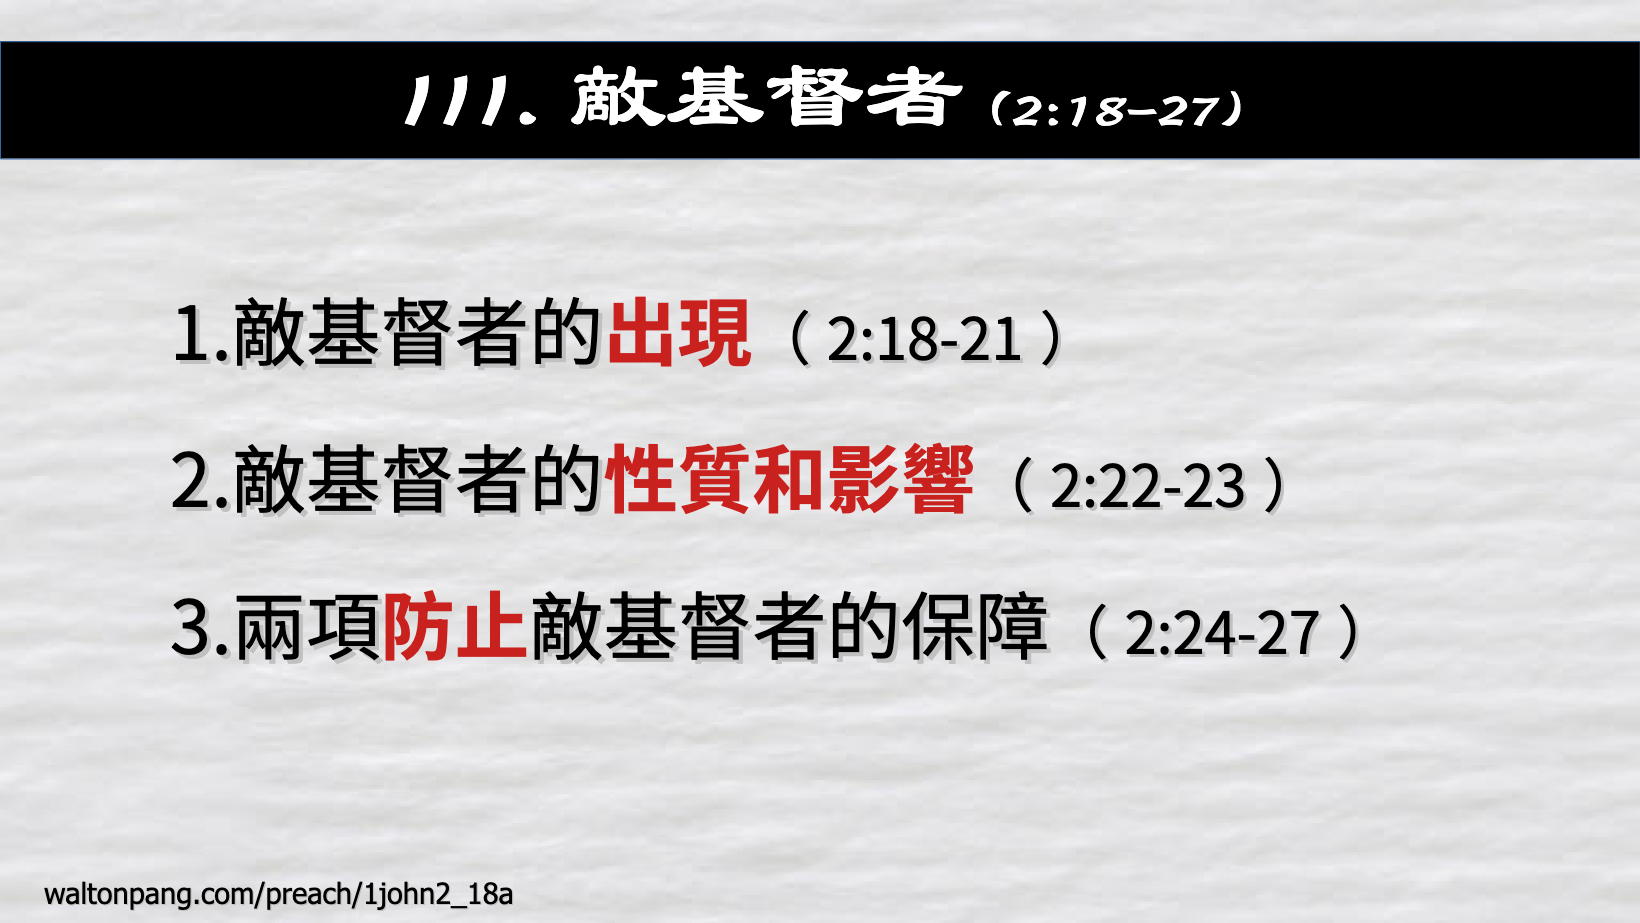 III. 敵基督者 (2:18-27)
1.敵基督者的出現（2:18-21）
2.敵基督者的性質和影響（2:22-23）
3.兩項防止敵基督者的保障（2:24-27）
waltonpang.com/preach/1john2_18a